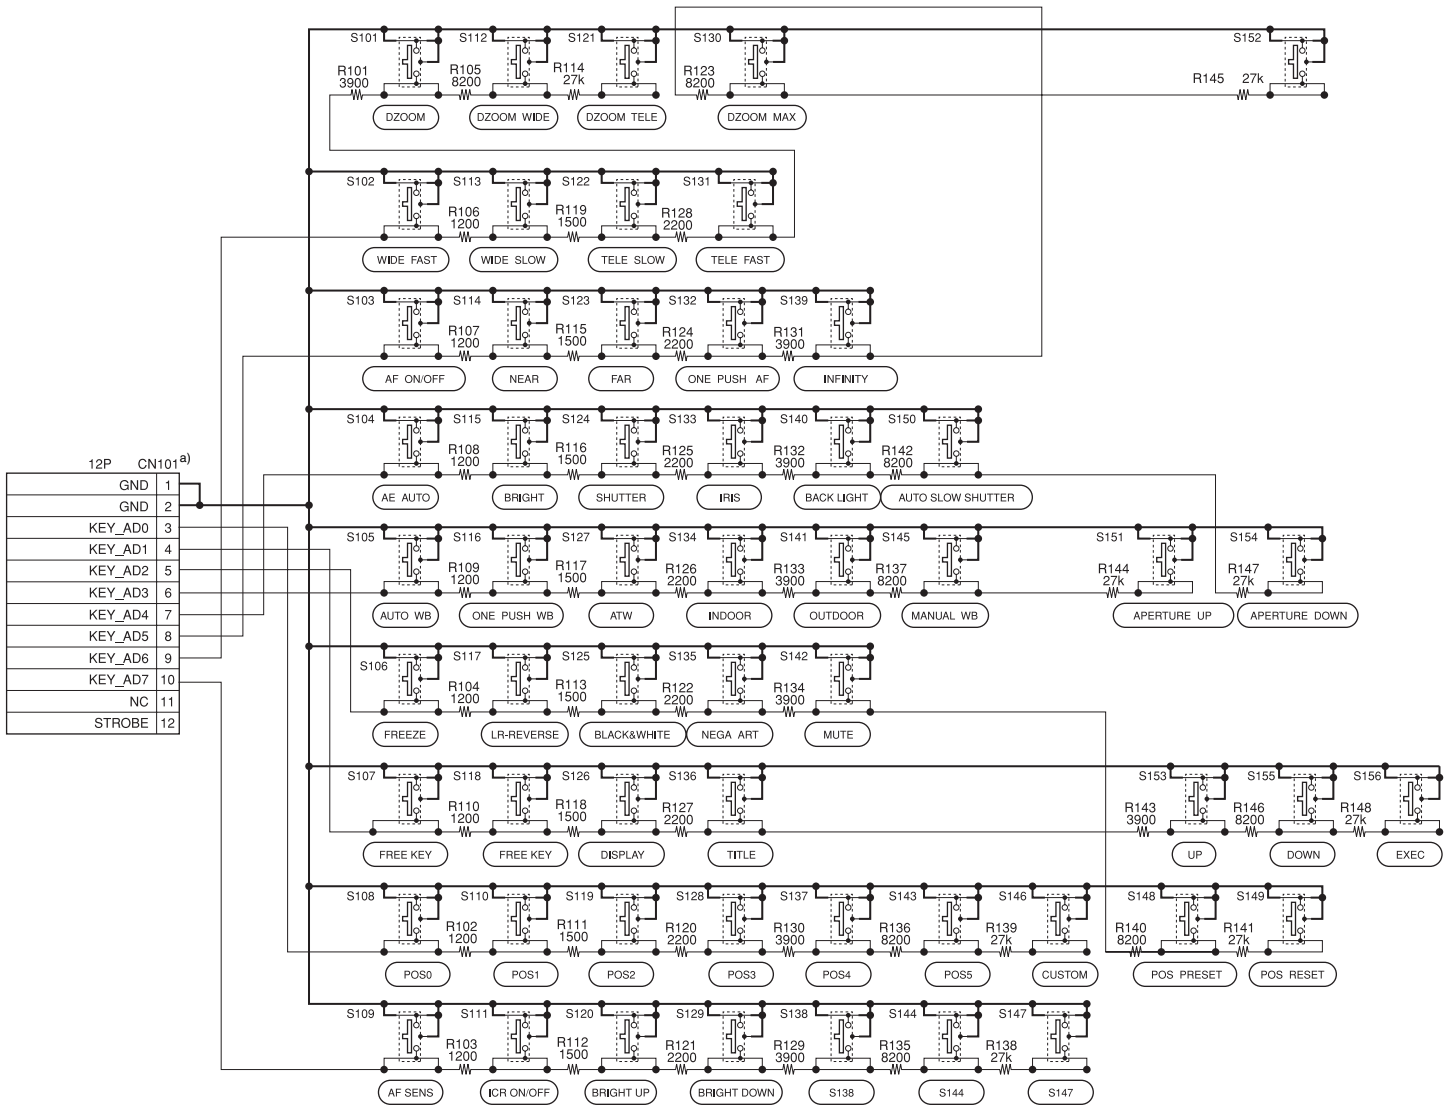 S101 S112 S121 S130 S152
R101 3900 R105 8200 R114 27k R123 8200 R145 27k
DZOOM DZOOM WIDE DZOOM TELE DZOOM MAX
S102 S113 S122 S131
R106 1200 R119 1500 R128 2200
WIDE FAST WIDE SLOW TELE SLOW TELE FAST
S103 S114 S123 S132 S139
R107 1200 R115 1500 R124 2200 R131 3900
AF ON/OFF NEAR FAR ONE PUSH AF INFINITY
S104 S115 S124 S133 S140 S150
R108 1200 R116 1500 R125 2200 R132 3900 R142 8200
AE AUTO BRIGHT SHUTTER IRIS BACK LIGHT AUTO SLOW SHUTTER
12P CN101a)
GND 1
GND 2
KEY_AD0 3
KEY_AD1 4
KEY_AD2 5
KEY_AD3 6
KEY_AD4 7
KEY_AD5 8
KEY_AD6 9
KEY_AD7 10
NC 11
STROBE 12
S105 S116 S127 S134 S141 S145 S151 S154
R109 1200 R117 1500 R126 2200 R133 3900 R137 8200 R144 27k R147 27k
AUTO WB ONE PUSH WB ATW INDOOR OUTDOOR MANUAL WB APERTURE UP APERTURE DOWN
S106 S117 S125 S135 S142
R104 1200 R113 1500 R122 2200 R134 3900
FREEZE LR-REVERSE BLACK&WHITE NEGA ART MUTE
S107 S118 S126 S136 S153 S155 S156
R110 1200 R118 1500 R127 2200 R143 3900 R146 8200 R148 27k
FREE KEY FREE KEY DISPLAY TITLE UP DOWN EXEC
S108 S110 S119 S128 S137 S143 S146 S148 S149
R102 1200 R111 1500 R120 2200 R130 3900 R136 8200 R139 27k R140 8200 R141 27k
POS0 POS1 POS2 POS3 POS4 POS5 CUSTOM POS PRESET POS RESET
S109 S111 S120 S129 S138 S144 S147
R103 1200 R112 1500 R121 2200 R129 3900 R135 8200 R138 27k
AF SENS ICR ON/OFF BRIGHT UP BRIGHT DOWN S138 S144 S147